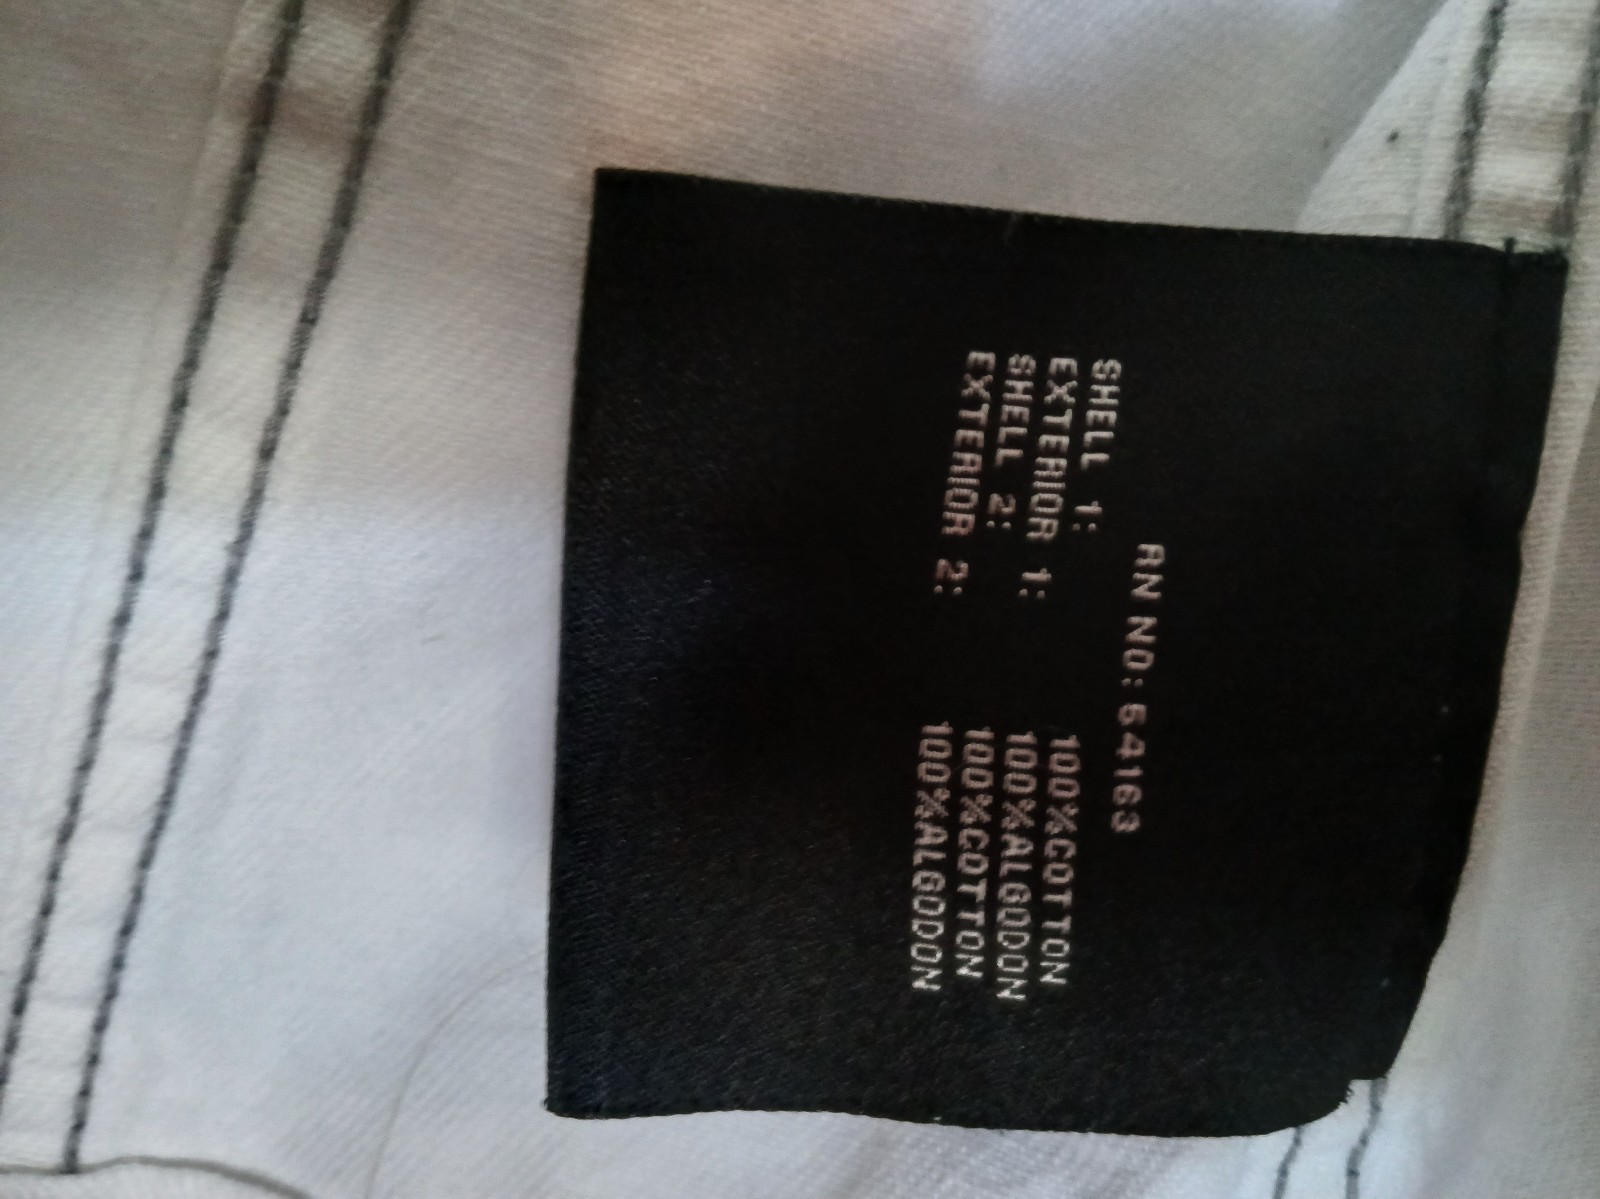 RN NO: 54163
SHELL 1: 100%COTTON
EXTERIOR 1: 100%ALGODON
SHELL 2: 100%COTTON
EXTERIOR 2: 100%ALGODON